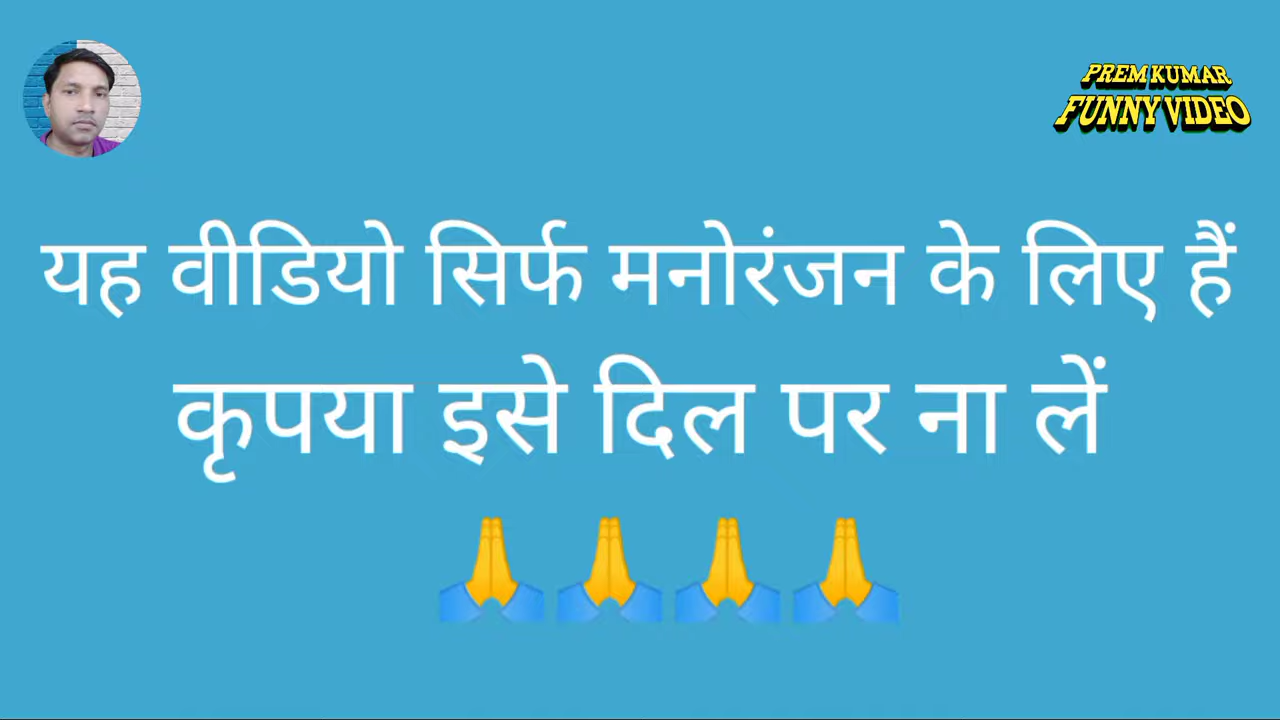 PREM KUMAR
FUNNY VIDEO
यह वीडियो सिर्फ मनोरंजन के लिए हैं
कृपया इसे दिल पर ना लें
🙏🙏🙏🙏